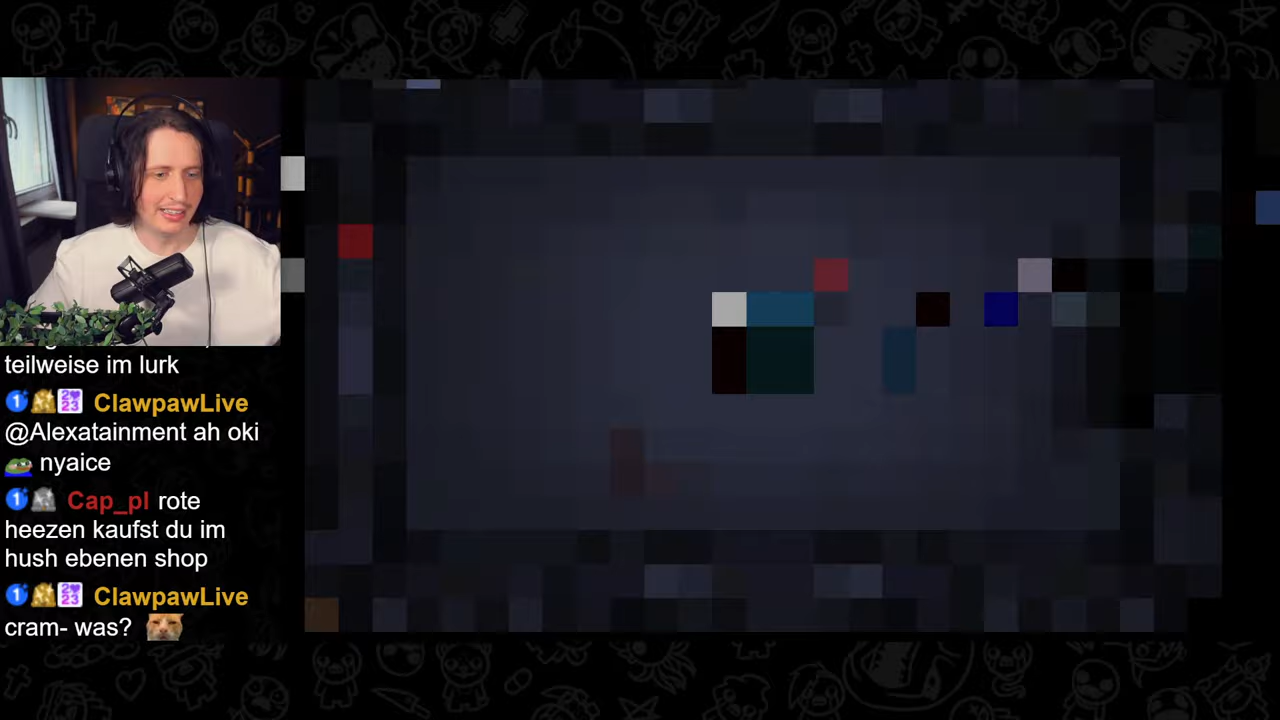 teilweise im lurk
ClawpawLive
@Alexatainment ah oki
nyaice
Cap_pl rote
heezen kaufst du im
hush ebenen shop
ClawpawLive
cram- was?